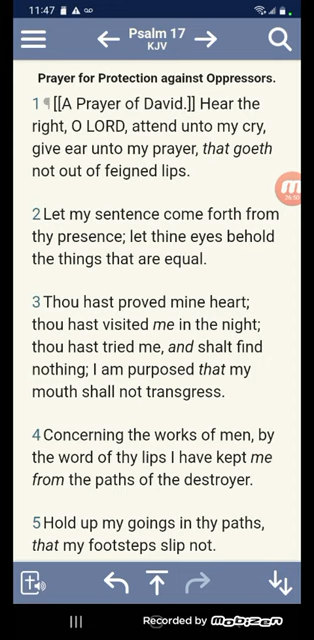 11:47
Psalm 17
KJV
Prayer for Protection against Oppressors.
1 ¶ [[A Prayer of David.]] Hear the
right, O LORD, attend unto my cry,
give ear unto my prayer, that goeth
not out of feigned lips.
2 Let my sentence come forth from
thy presence; let thine eyes behold
the things that are equal.
3 Thou hast proved mine heart;
thou hast visited me in the night;
thou hast tried me, and shalt find
nothing; I am purposed that my
mouth shall not transgress.
4 Concerning the works of men, by
the word of thy lips I have kept me
from the paths of the destroyer.
5 Hold up my goings in thy paths,
that my footsteps slip not.
Recorded by mobizen